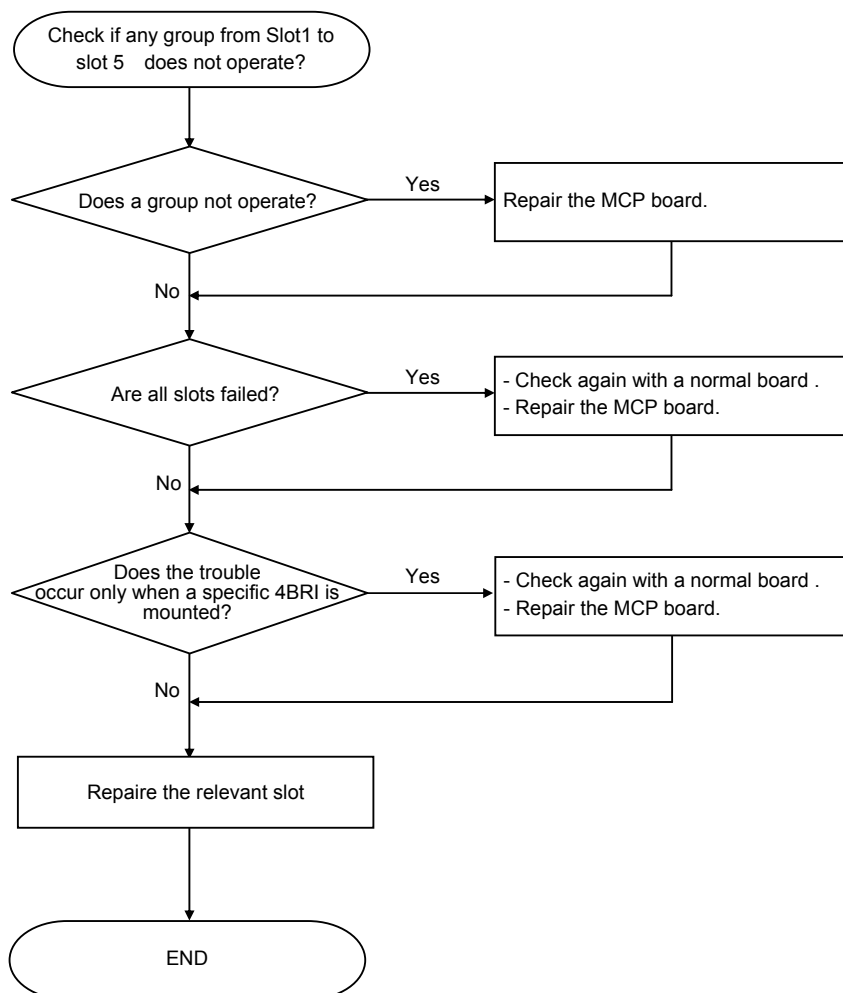 Check if any group from Slot1 to
slot 5 does not operate?
Does a group not operate?
Yes
Repair the MCP board.
No
Are all slots failed?
Yes
- Check again with a normal board .
- Repair the MCP board.
No
Does the trouble
occur only when a specific 4BRI is
mounted?
Yes
- Check again with a normal board .
- Repair the MCP board.
No
Repaire the relevant slot
END